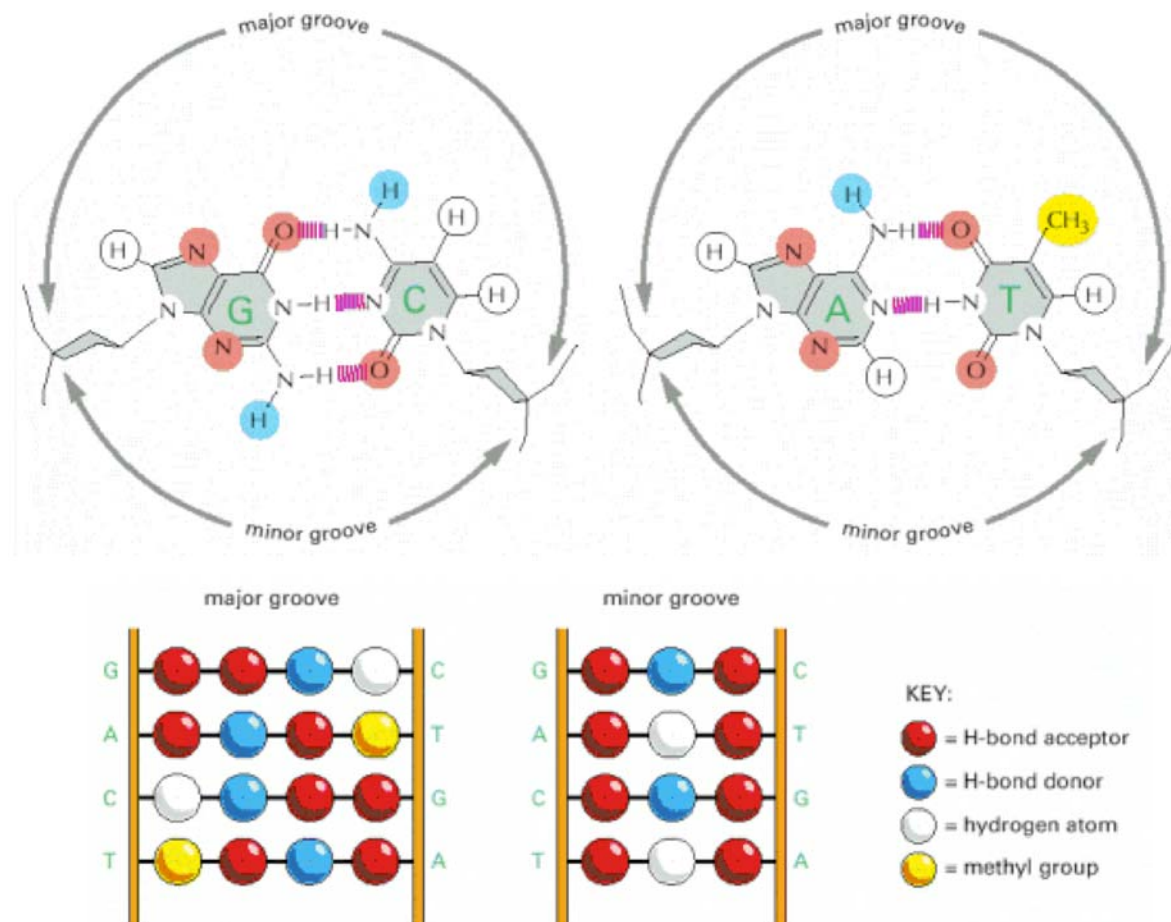 major groove
major groove
H
H
H
O
H
N
N
G
N
H
N
C
H
N
N
N
O
N
H
H
minor groove
H
CH₃
N
H
O
H
N
N
A
N
H
N
T
H
N
N
N
O
H
minor groove
major groove
minor groove
G
C
G
C
A
T
A
T
C
G
C
G
T
A
T
A
KEY:
= H-bond acceptor
= H-bond donor
= hydrogen atom
= methyl group